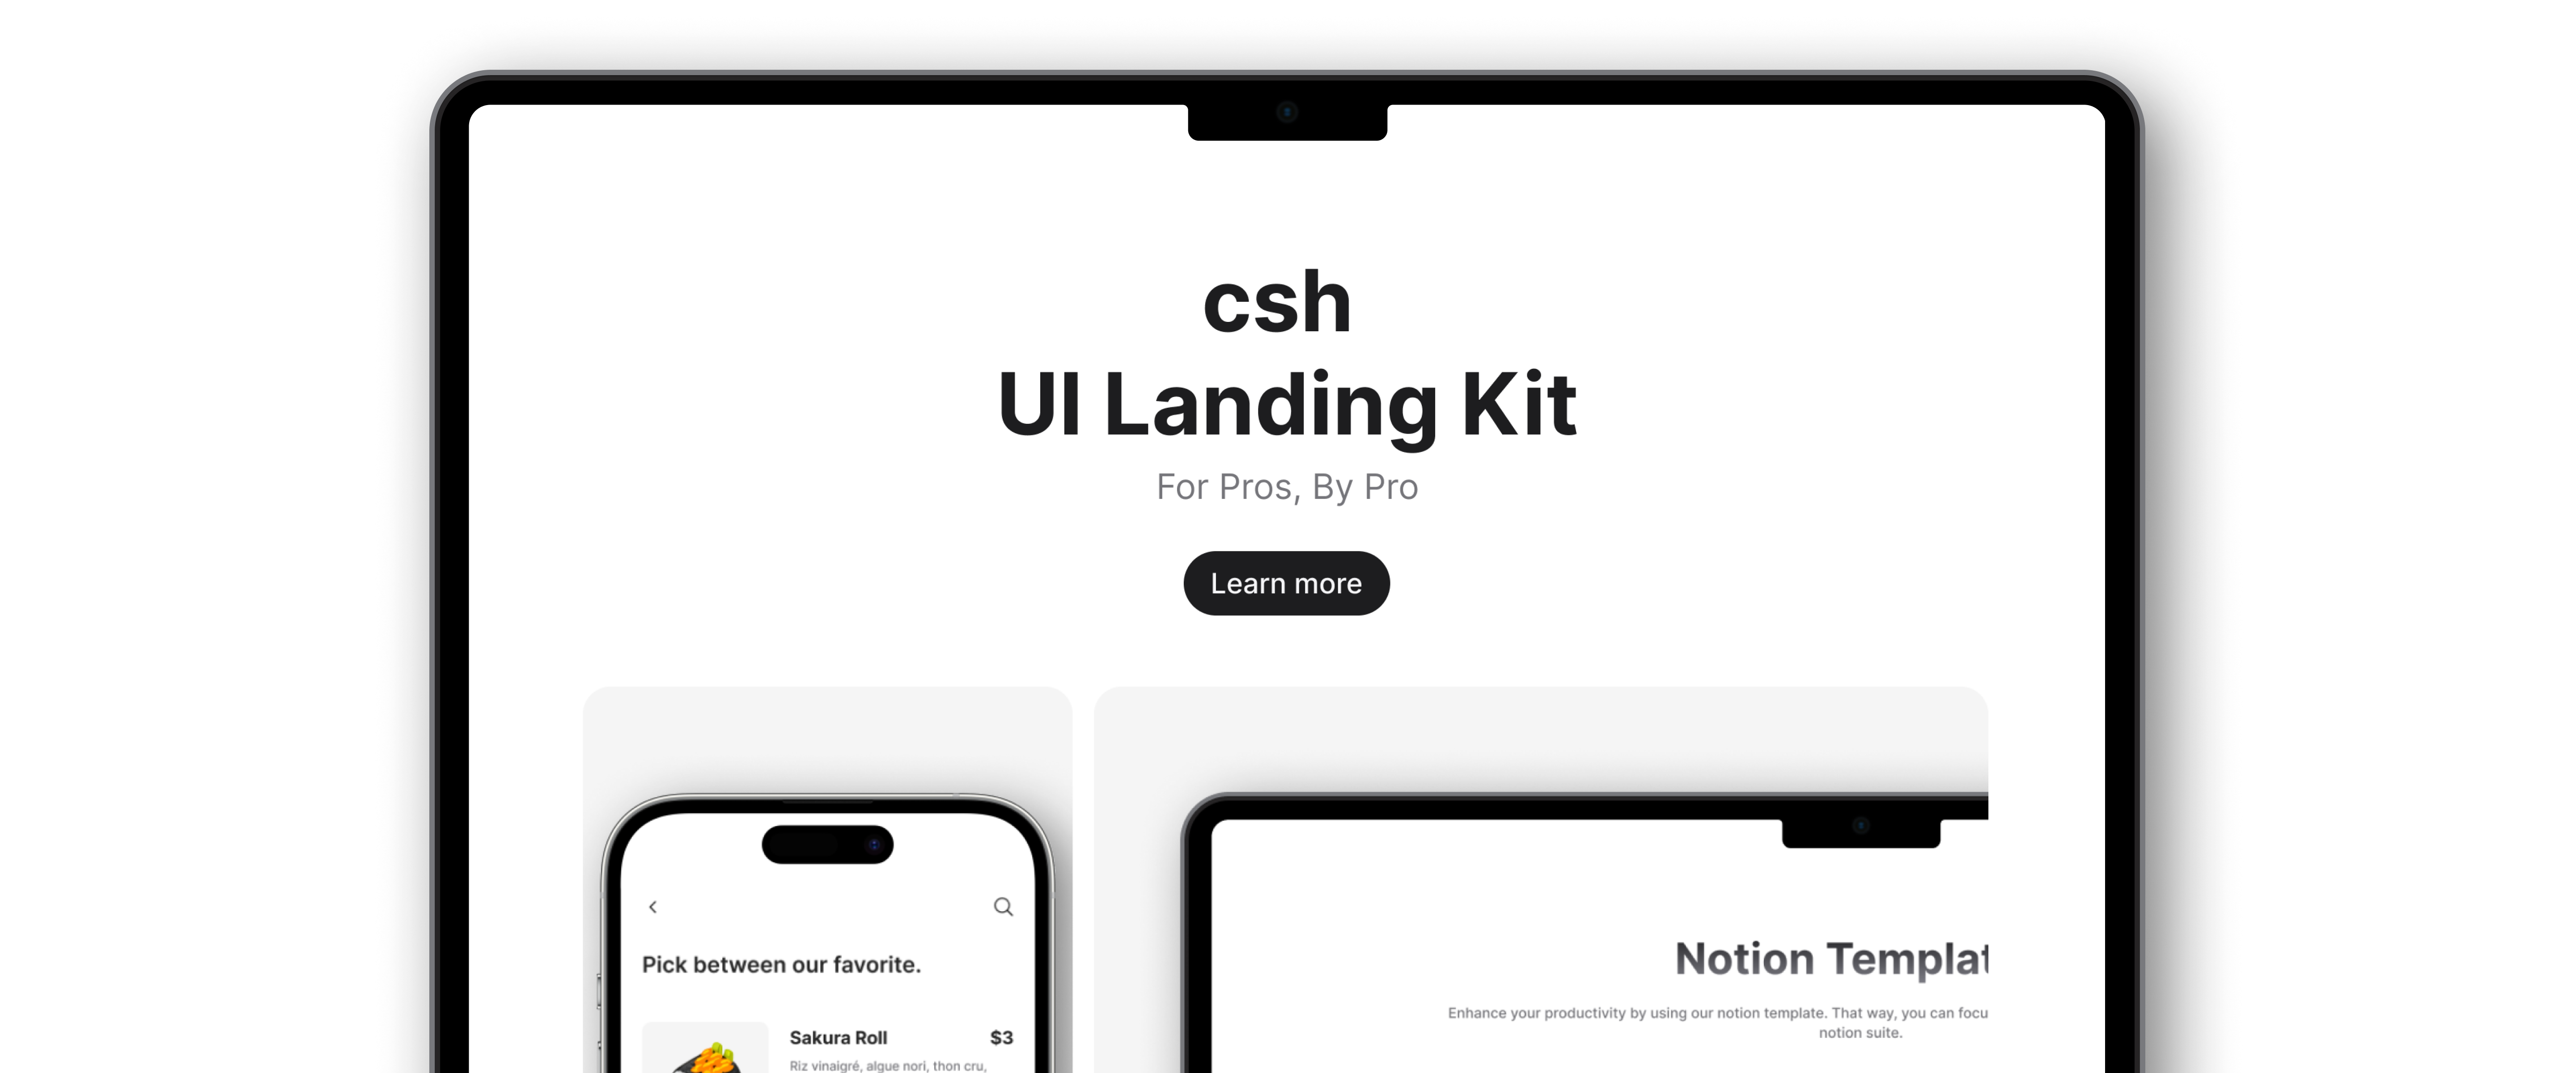 csh
UI Landing Kit
For Pros, By Pro
Learn more
Pick between our favorite.
Sakura Roll $3
Riz vinaigré, algue nori, thon cru,
Notion Templat
Enhance your productivity by using our notion template. That way, you can focu
notion suite.